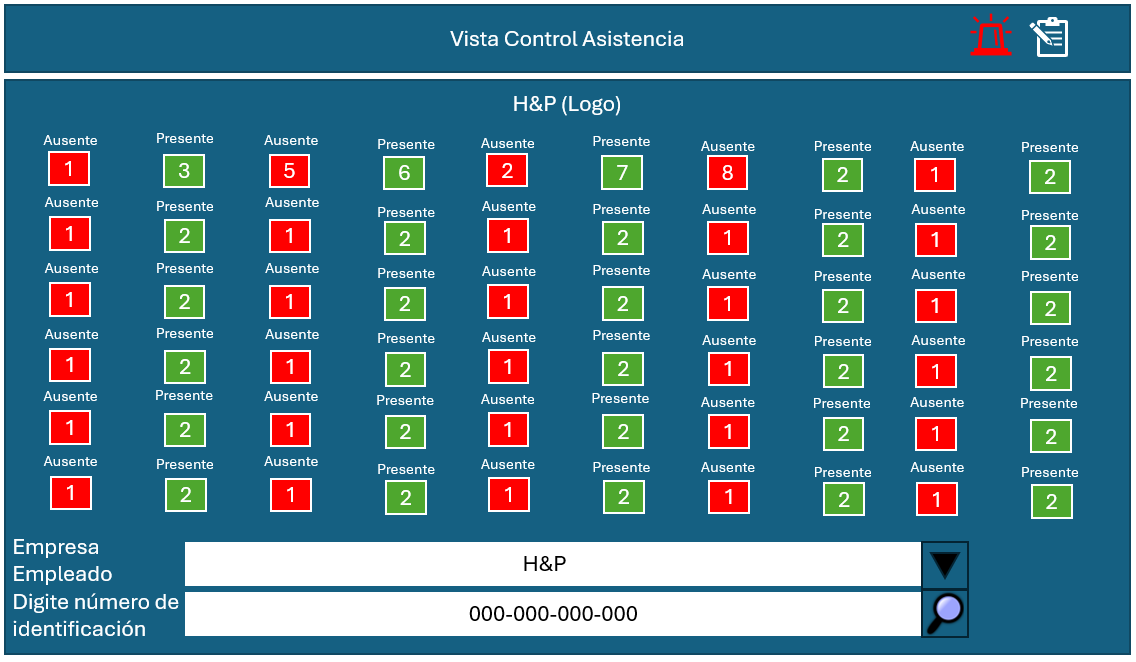 Vista Control Asistencia
H&P (Logo)
Ausente Presente Ausente Presente Ausente Presente Ausente Presente Ausente Presente
1 3 5 6 2 7 8 2 1 2
Ausente Presente Ausente Presente Ausente Presente Ausente Presente Ausente Presente
1 2 1 2 1 2 1 2 1 2
Ausente Presente Ausente Presente Ausente Presente Ausente Presente Ausente Presente
1 2 1 2 1 2 1 2 1 2
Ausente Presente Ausente Presente Ausente Presente Ausente Presente Ausente Presente
1 2 1 2 1 2 1 2 1 2
Ausente Presente Ausente Presente Ausente Presente Ausente Presente Ausente Presente
1 2 1 2 1 2 1 2 1 2
Ausente Presente Ausente Presente Ausente Presente Ausente Presente Ausente Presente
1 2 1 2 1 2 1 2 1 2
Empresa
Empleado
H&P
Digite número de
identificación
000-000-000-000